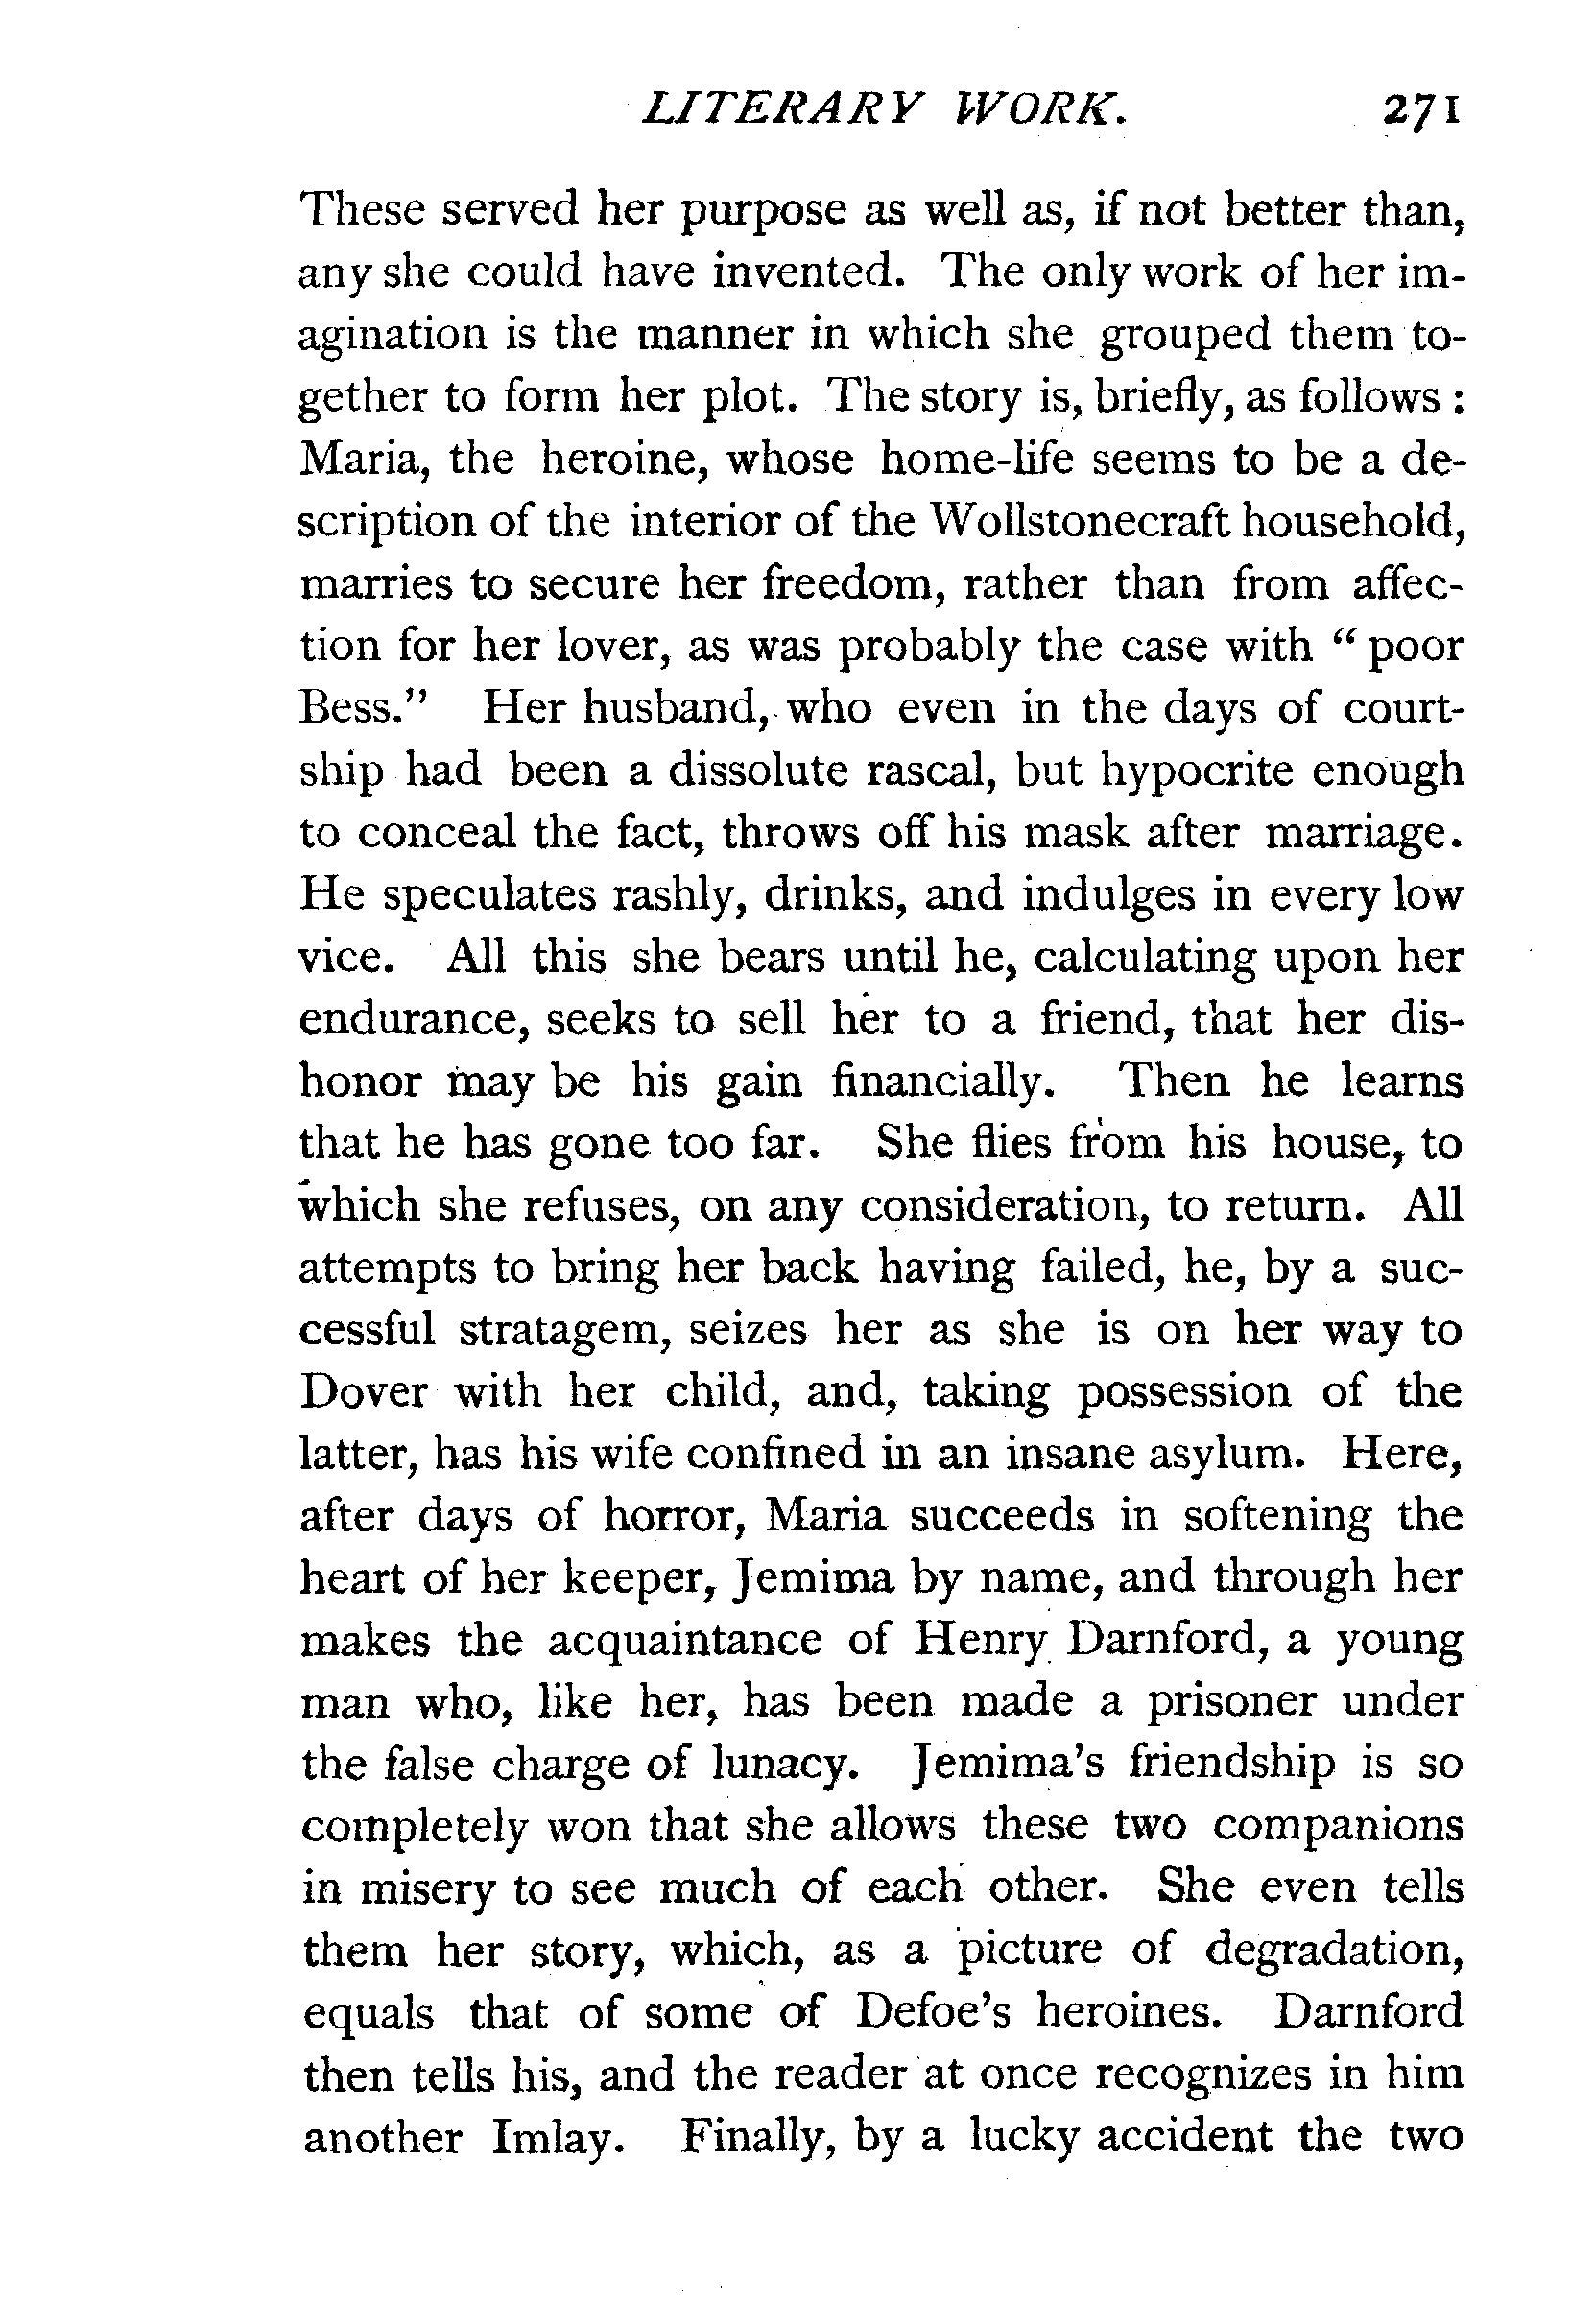 LITERARY WORK. 271
These served her purpose as well as, if not better than,
any she could have invented. The only work of her im-
agination is the manner in which she grouped them to-
gether to form her plot. The story is, briefly, as follows :
Maria, the heroine, whose home-life seems to be a de-
scription of the interior of the Wollstonecraft household,
marries to secure her freedom, rather than from affec-
tion for her lover, as was probably the case with “ poor
Bess.” Her husband, who even in the days of court-
ship had been a dissolute rascal, but hypocrite enough
to conceal the fact, throws off his mask after marriage.
He speculates rashly, drinks, and indulges in every low
vice. All this she bears until he, calculating upon her
endurance, seeks to sell her to a friend, that her dis-
honor may be his gain financially. Then he learns
that he has gone too far. She flies from his house, to
which she refuses, on any consideration, to return. All
attempts to bring her back having failed, he, by a suc-
cessful stratagem, seizes her as she is on her way to
Dover with her child, and, taking possession of the
latter, has his wife confined in an insane asylum. Here,
after days of horror, Maria succeeds in softening the
heart of her keeper, Jemima by name, and through her
makes the acquaintance of Henry Darnford, a young
man who, like her, has been made a prisoner under
the false charge of lunacy. Jemima's friendship is so
completely won that she allows these two companions
in misery to see much of each other. She even tells
them her story, which, as a picture of degradation,
equals that of some of Defoe's heroines. Darnford
then tells his, and the reader at once recognizes in him
another Imlay. Finally, by a lucky accident the two